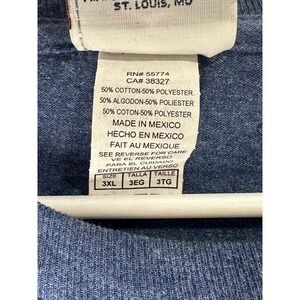 ST. LOUIS, MO
RN# 55774
CA# 38327
50% COTTON-50% POLYESTER.
50% ALGODON-50% POLIESTER
50% COTON-50% POLYESTER.
MADE IN MEXICO
HECHO EN MEXICO
FAIT AU MEXIQUE
SEE REVERSE FOR CARE
VE EL REVERSO
PARA EL CUIDADO
ENTRETIEN AU VERSO
SIZE TALLA TAILLE
3XL 3EG 3TG